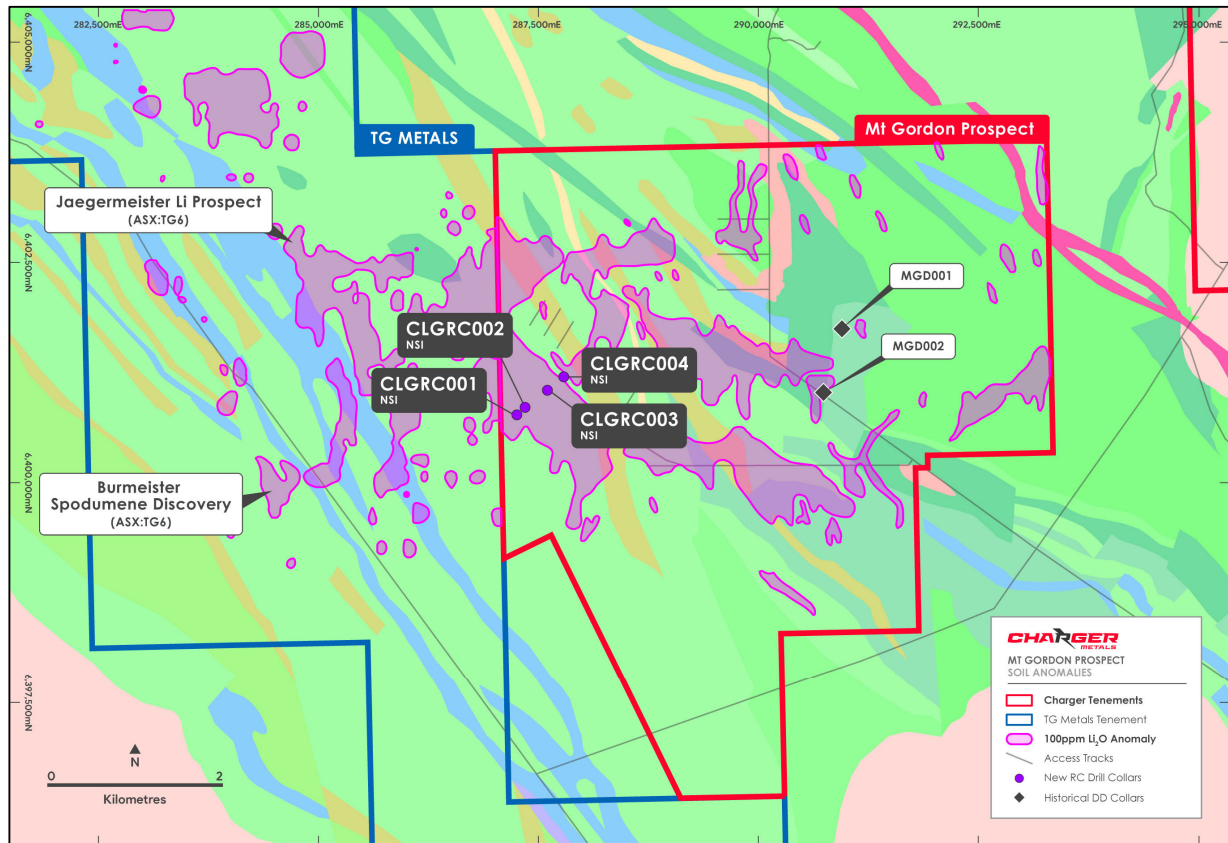 282,500mE
285,000mE
287,500mE
290,000mE
292,500mE
295,000mE
6,405,000mN
6,402,500mN
6,400,000mN
6,397,500mN
TG METALS
Mt Gordon Prospect
Jaegermeister Li Prospect
(ASX:TG6)
MGD001
MGD002
CLGRC002
NSI
CLGRC001
NSI
CLGRC004
NSI
CLGRC003
NSI
Burmeister
Spodumene Discovery
(ASX:TG6)
N
0 2
Kilometres
CHARGER
METALS
MT GORDON PROSPECT
SOIL ANOMALIES
Charger Tenements
TG Metals Tenement
100ppm Li₂O Anomaly
Access Tracks
New RC Drill Collars
Historical DD Collars